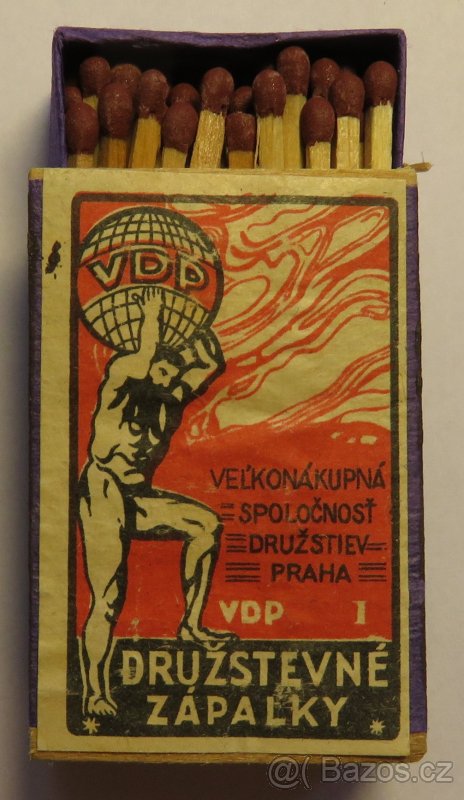 VDP
VEĽKONÁKUPNÁ
SPOLOČNOSŤ
DRUŽSTIEV
PRAHA
VDP I
DRUŽSTEVNÉ
ZÁPALKY
@( Bazos.cz